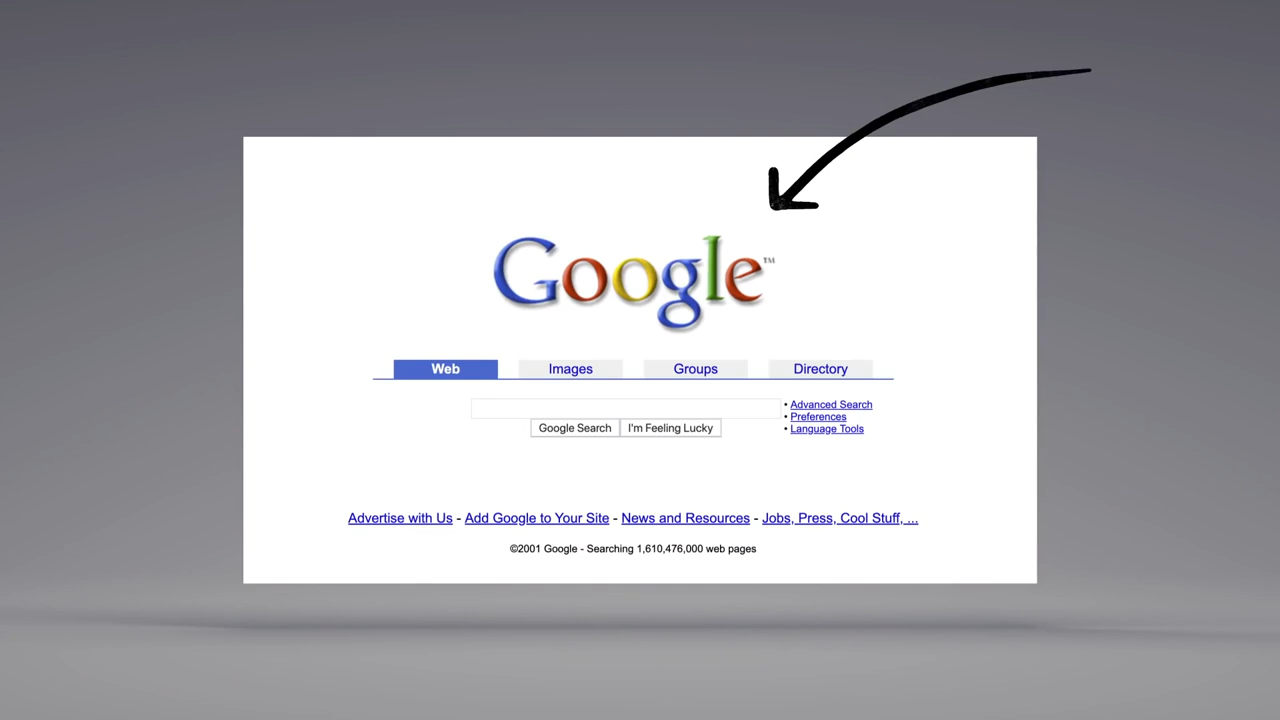 Google™
Web Images Groups Directory
• Advanced Search
• Preferences
• Language Tools
Google Search I'm Feeling Lucky
Advertise with Us - Add Google to Your Site - News and Resources - Jobs, Press, Cool Stuff, ...
©2001 Google - Searching 1,610,476,000 web pages